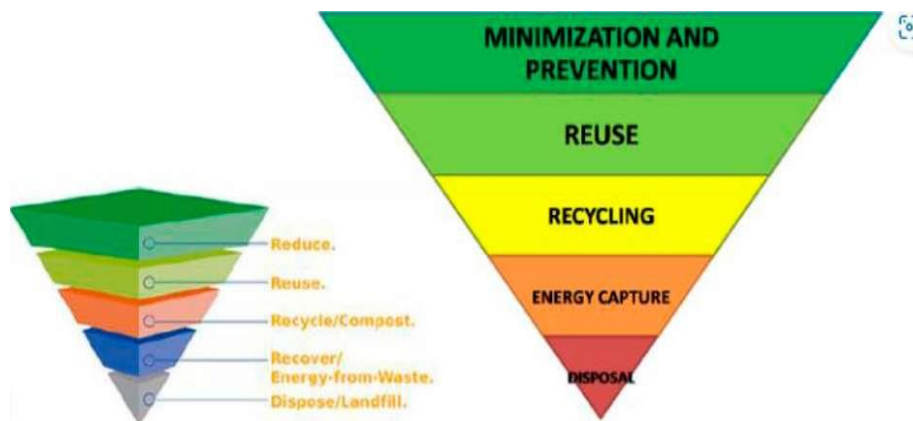 MINIMIZATION AND
PREVENTION
REUSE
RECYCLING
ENERGY CAPTURE
DISPOSAL
Reduce.
Reuse.
Recycle/Compost.
Recover/
Energy-from-Waste.
Dispose/Landfill.